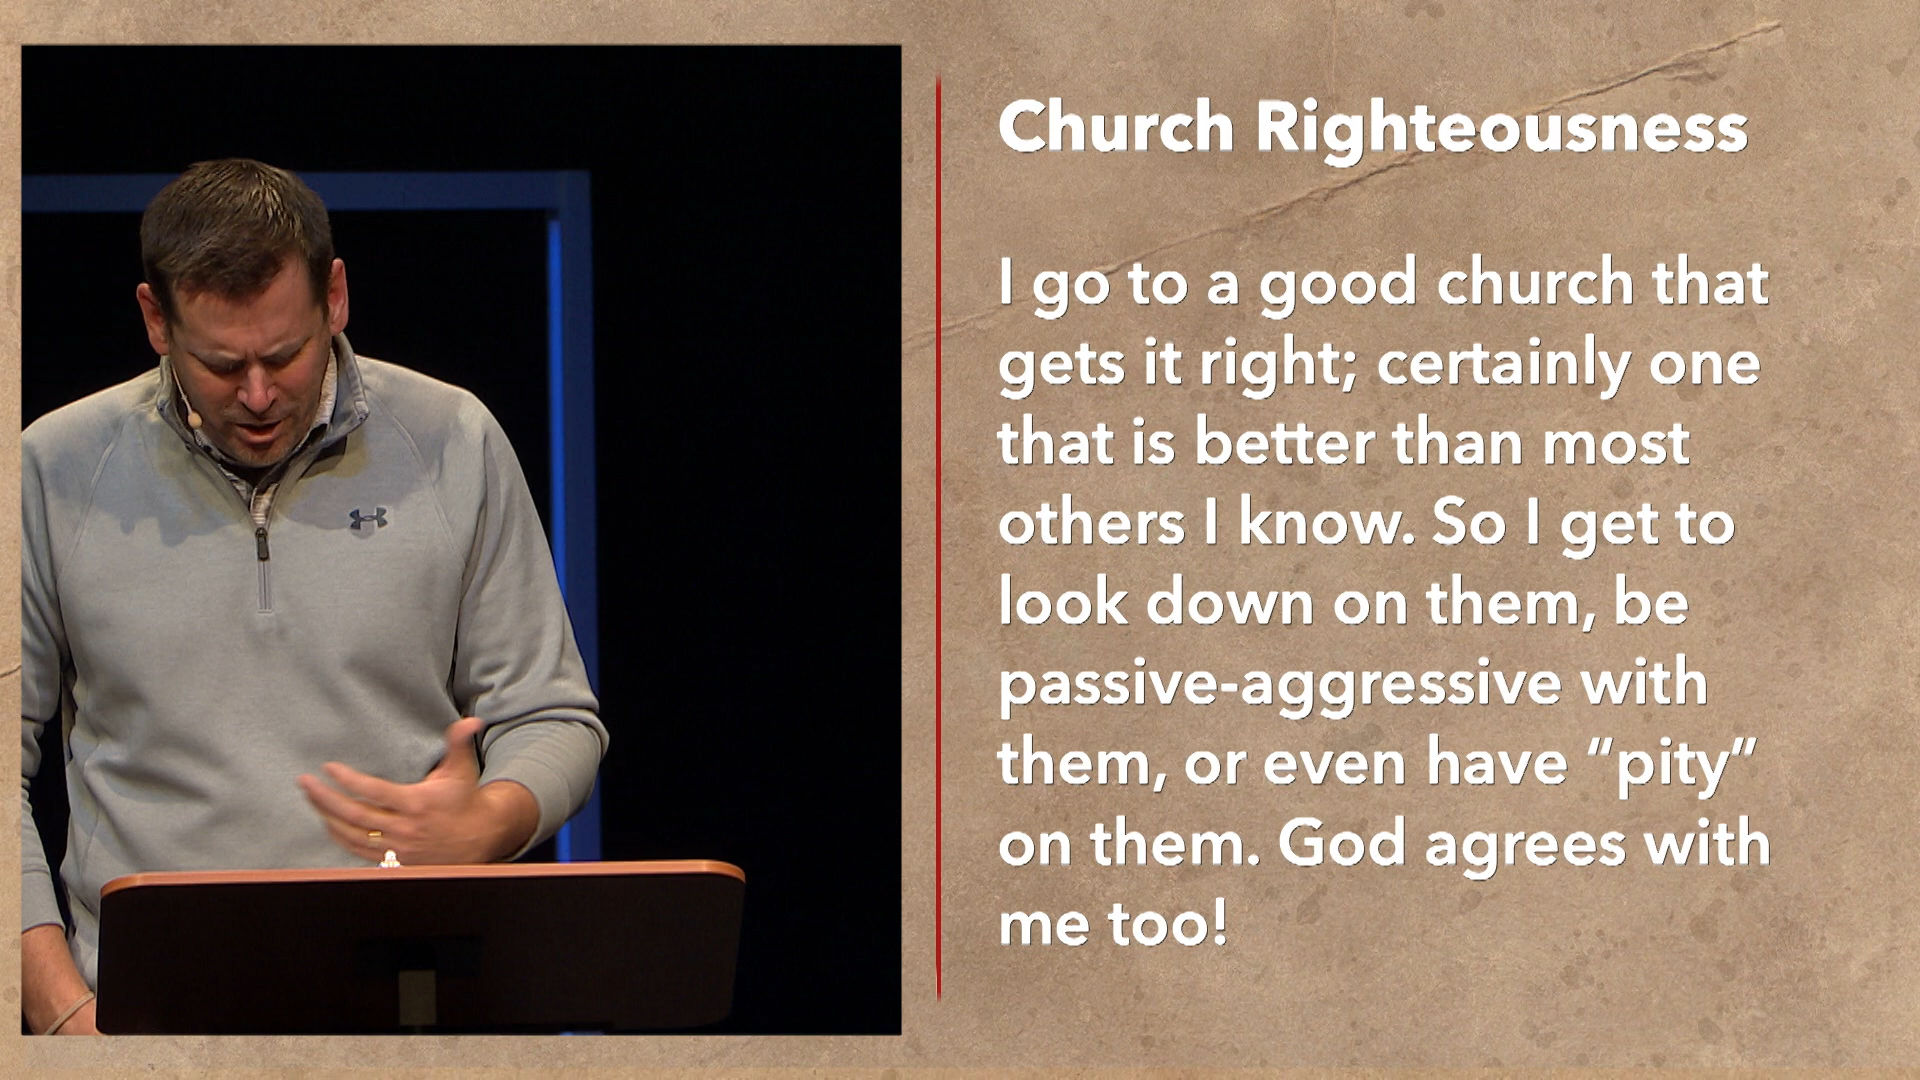 Church Righteousness
I go to a good church that
gets it right; certainly one
that is better than most
others I know. So I get to
look down on them, be
passive-aggressive with
them, or even have “pity”
on them. God agrees with
me too!